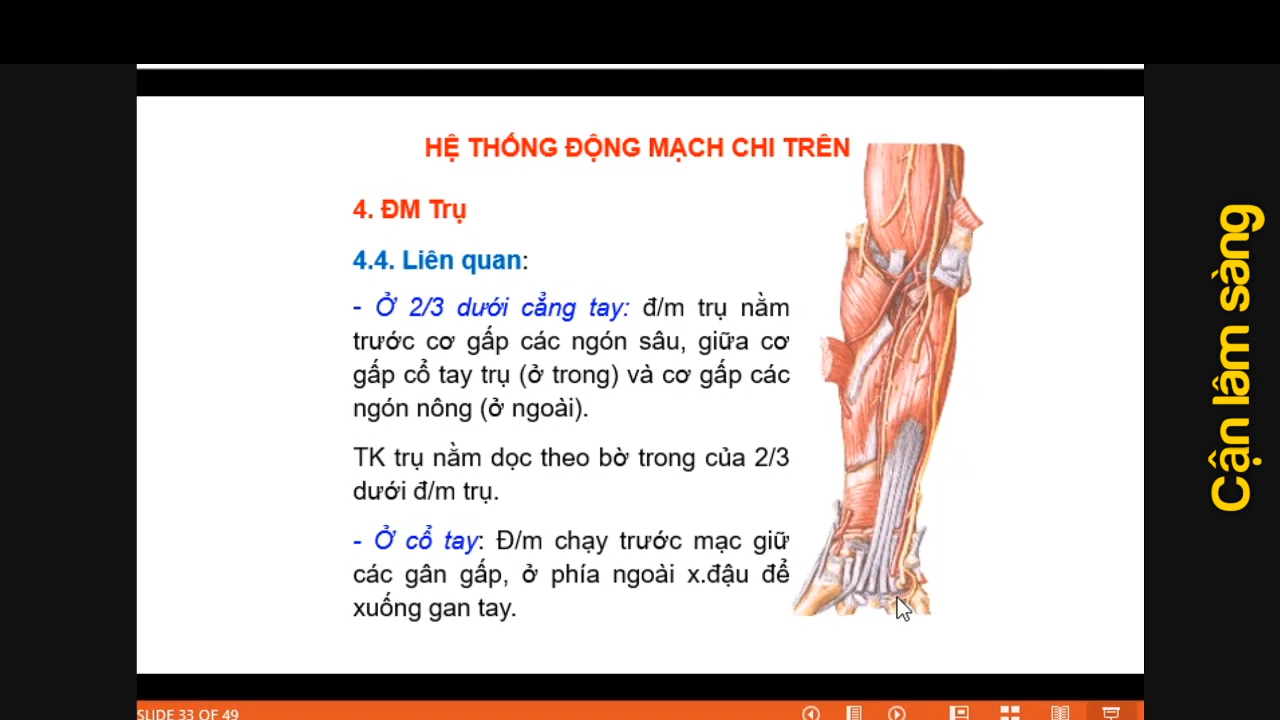 HỆ THỐNG ĐỘNG MẠCH CHI TRÊN
4. ĐM Trụ
4.4. Liên quan:
- Ở 2/3 dưới cẳng tay: đ/m trụ nằm
trước cơ gấp các ngón sâu, giữa cơ
gấp cổ tay trụ (ở trong) và cơ gấp các
ngón nông (ở ngoài).
TK trụ nằm dọc theo bờ trong của 2/3
dưới đ/m trụ.
- Ở cổ tay: Đ/m chạy trước mạc giữ
các gân gấp, ở phía ngoài x.đậu để
xuống gan tay.
SLIDE 33 OF 49
Cận lâm sàng